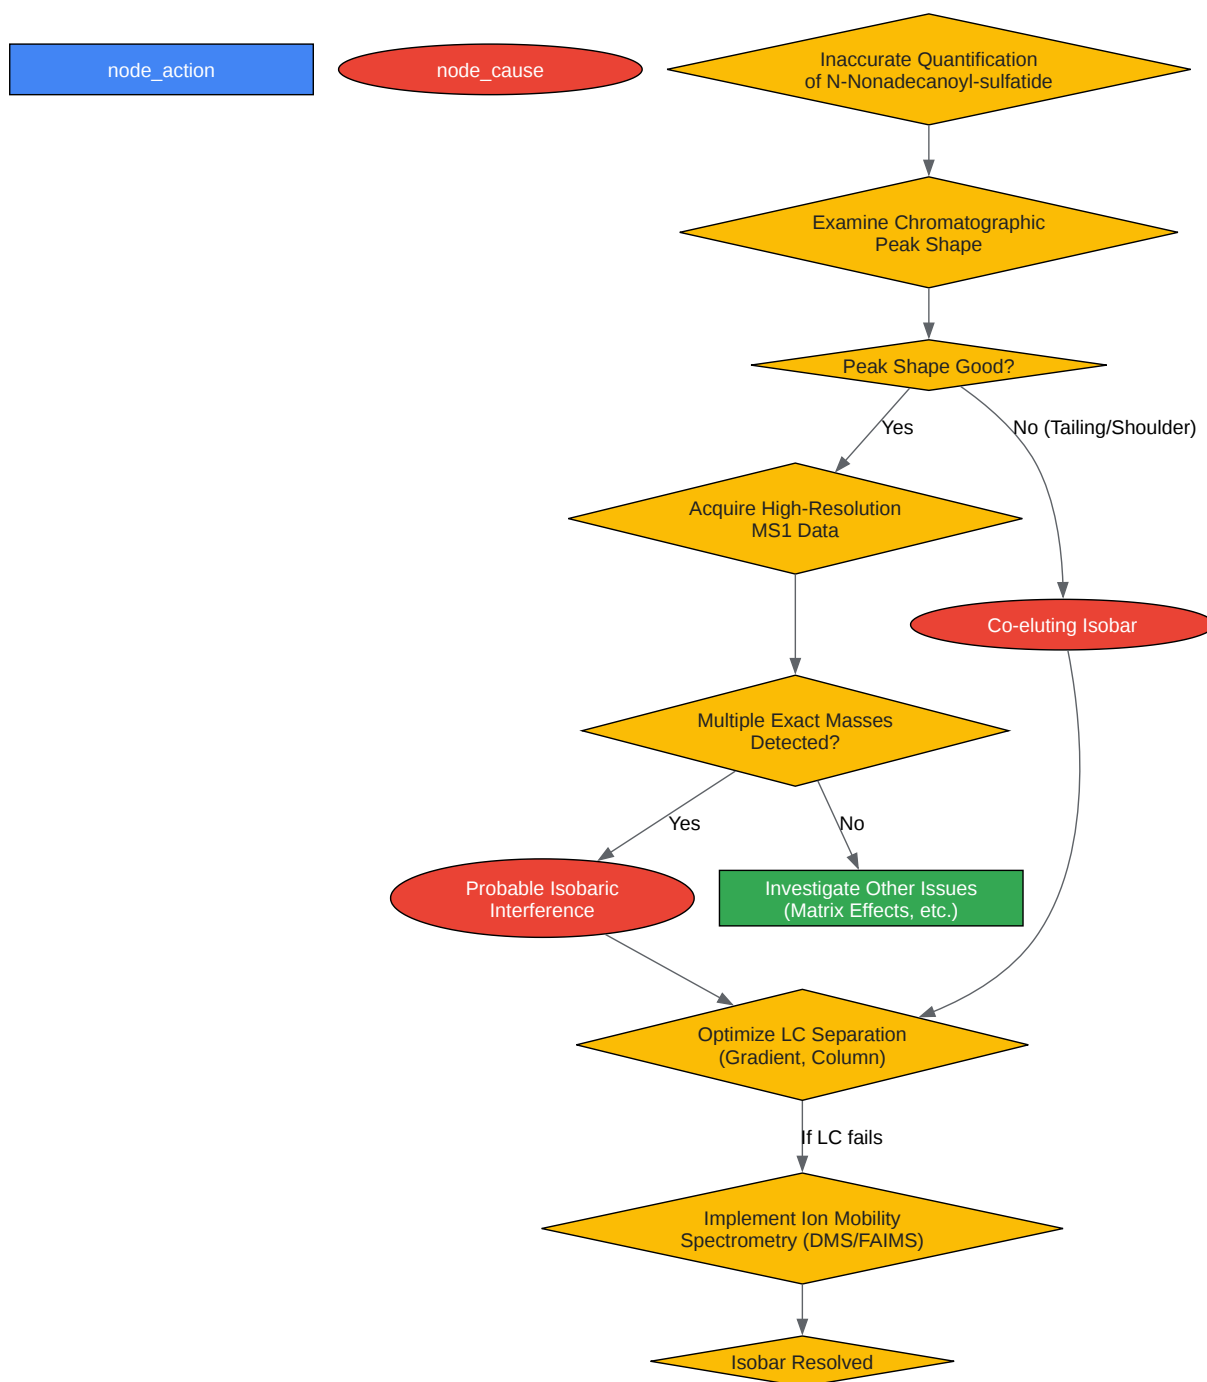 node_action
node_cause
Inaccurate Quantification
of N-Nonadecanoyl-sulfatide
Examine Chromatographic
Peak Shape
Peak Shape Good?
Yes
No (Tailing/Shoulder)
Acquire High-Resolution
MS1 Data
Co-eluting Isobar
Multiple Exact Masses
Detected?
Yes
No
Probable Isobaric
Interference
Investigate Other Issues
(Matrix Effects, etc.)
Optimize LC Separation
(Gradient, Column)
If LC fails
Implement Ion Mobility
Spectrometry (DMS/FAIMS)
Isobar Resolved